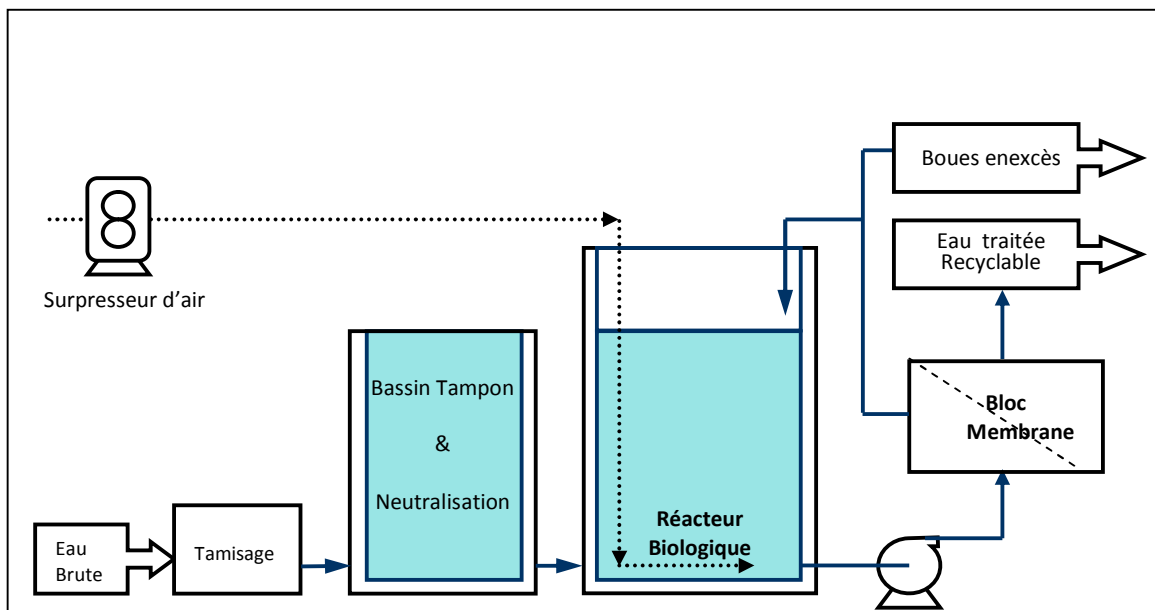 Boues enexcès
Eau traitée
Recyclable
Surpresseur d’air
Bassin Tampon
&
Neutralisation
Bloc
Membrane
Réacteur
Biologique
Eau
Brute
Tamisage